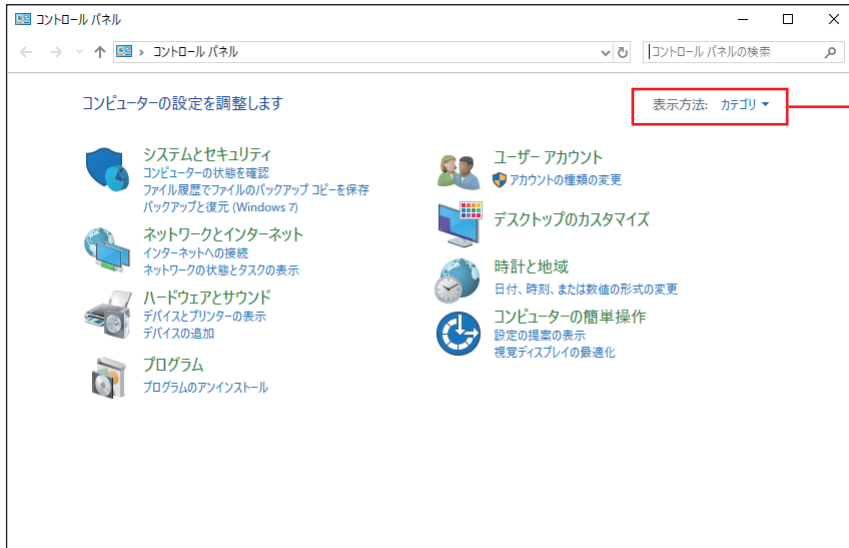 コントロール パネル
コントロール パネル
コントロール パネルの検索
コンピューターの設定を調整します
表示方法: カテゴリ
システムとセキュリティ
コンピューターの状態を確認
ファイル履歴でファイルのバックアップ コピーを保存
バックアップと復元 (Windows 7)
ネットワークとインターネット
インターネットへの接続
ネットワークの状態とタスクの表示
ハードウェアとサウンド
デバイスとプリンターの表示
デバイスの追加
プログラム
プログラムのアンインストール
ユーザー アカウント
アカウントの種類の変更
デスクトップのカスタマイズ
時計と地域
日付、時刻、または数値の形式の変更
コンピューターの簡単操作
設定の提案の表示
視覚ディスプレイの最適化